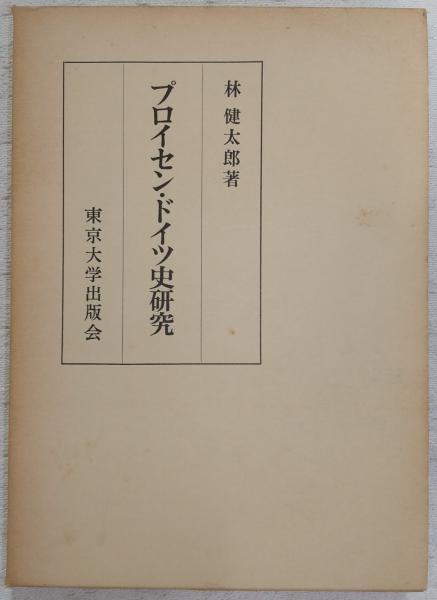 林健太郎著
プロイセン・ドイツ史研究
東京大学出版会